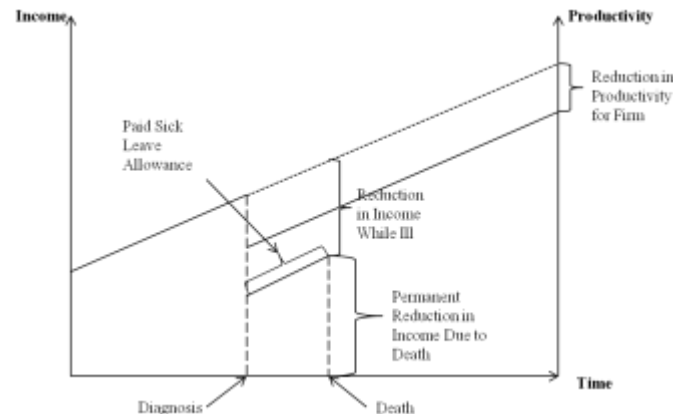 Income
Productivity
Reduction in
Productivity
for Firm
Paid Sick
Leave
Allowance
Reduction
in Income
While Ill
Permanent
Reduction in
Income Due to
Death
Time
Diagnosis
Death